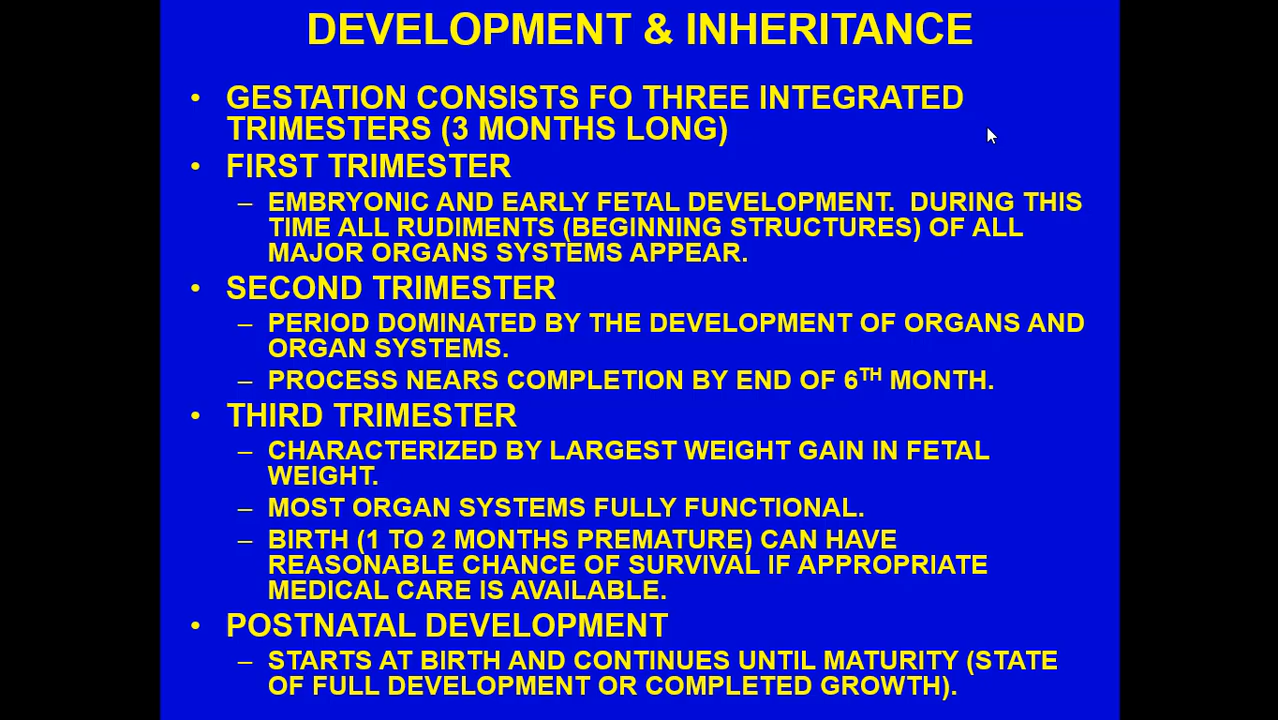 DEVELOPMENT & INHERITANCE
• GESTATION CONSISTS FO THREE INTEGRATED
TRIMESTERS (3 MONTHS LONG)
• FIRST TRIMESTER
– EMBRYONIC AND EARLY FETAL DEVELOPMENT.  DURING THIS
TIME ALL RUDIMENTS (BEGINNING STRUCTURES) OF ALL
MAJOR ORGANS SYSTEMS APPEAR.
• SECOND TRIMESTER
– PERIOD DOMINATED BY THE DEVELOPMENT OF ORGANS AND
ORGAN SYSTEMS.
– PROCESS NEARS COMPLETION BY END OF 6TH MONTH.
• THIRD TRIMESTER
– CHARACTERIZED BY LARGEST WEIGHT GAIN IN FETAL
WEIGHT.
– MOST ORGAN SYSTEMS FULLY FUNCTIONAL.
– BIRTH (1 TO 2 MONTHS PREMATURE) CAN HAVE
REASONABLE CHANCE OF SURVIVAL IF APPROPRIATE
MEDICAL CARE IS AVAILABLE.
• POSTNATAL DEVELOPMENT
– STARTS AT BIRTH AND CONTINUES UNTIL MATURITY (STATE
OF FULL DEVELOPMENT OR COMPLETED GROWTH).